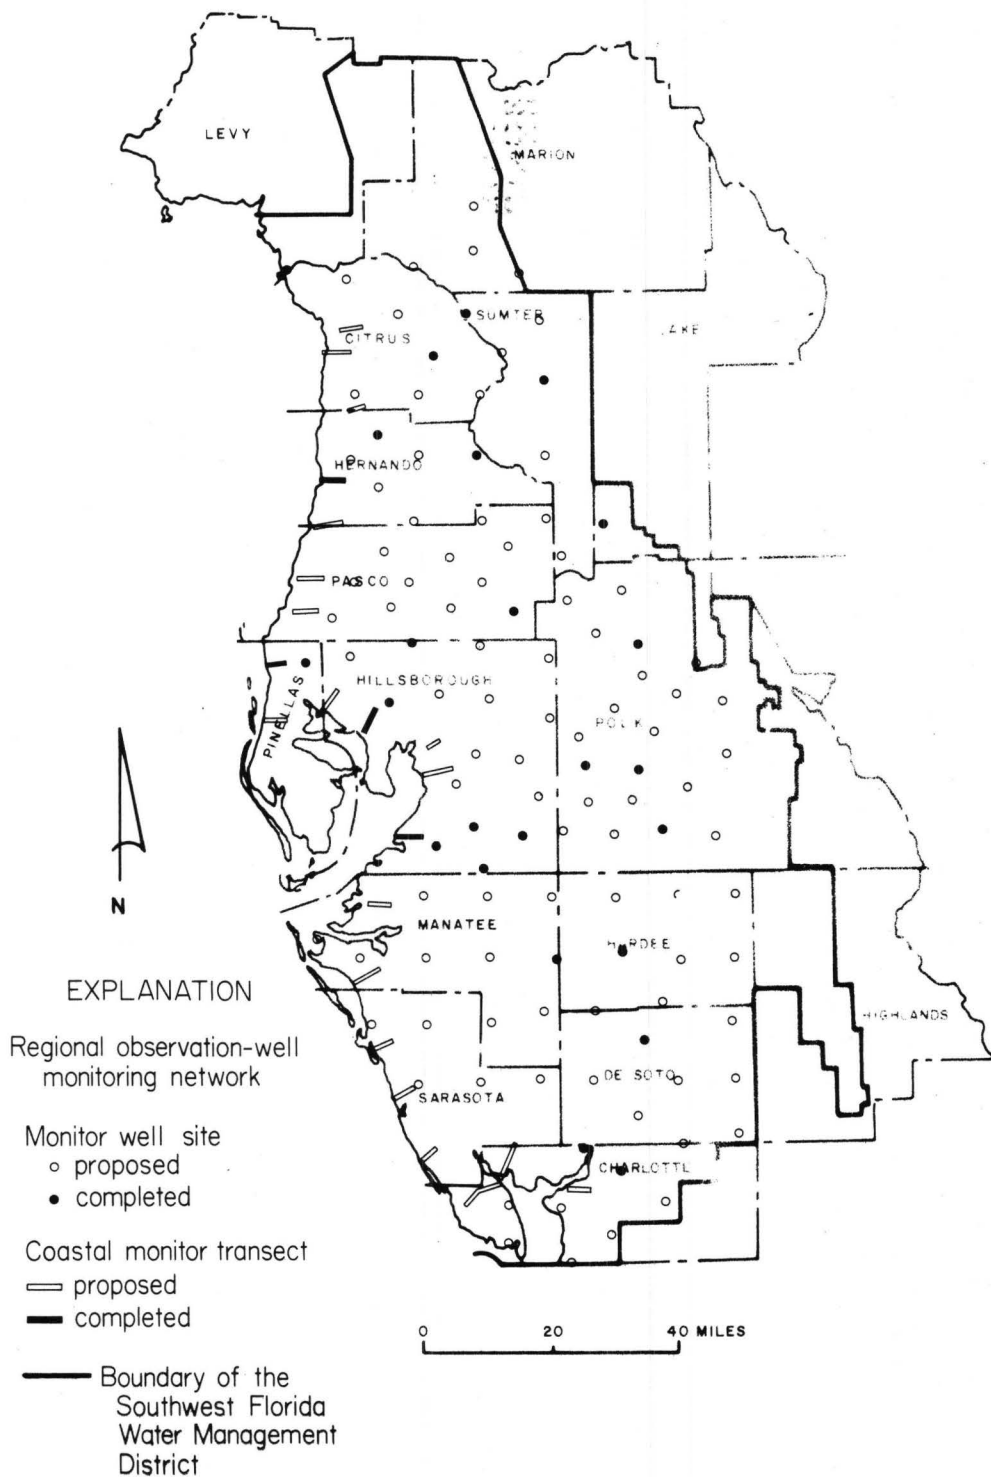 LEVY
MARION
SUMTER
CITRUS
LAKE
HERNANDO
PASCO
HILLSBOROUGH
PINELLAS
POLK
N
MANATEE
HARDEE
HIGHLANDS
DE SOTO
SARASOTA
CHARLOTTE
EXPLANATION
Regional observation-well
monitoring network
Monitor well site
proposed
completed
Coastal monitor transect
proposed
completed
Boundary of the
Southwest Florida
Water Management
District
0 20 40 MILES